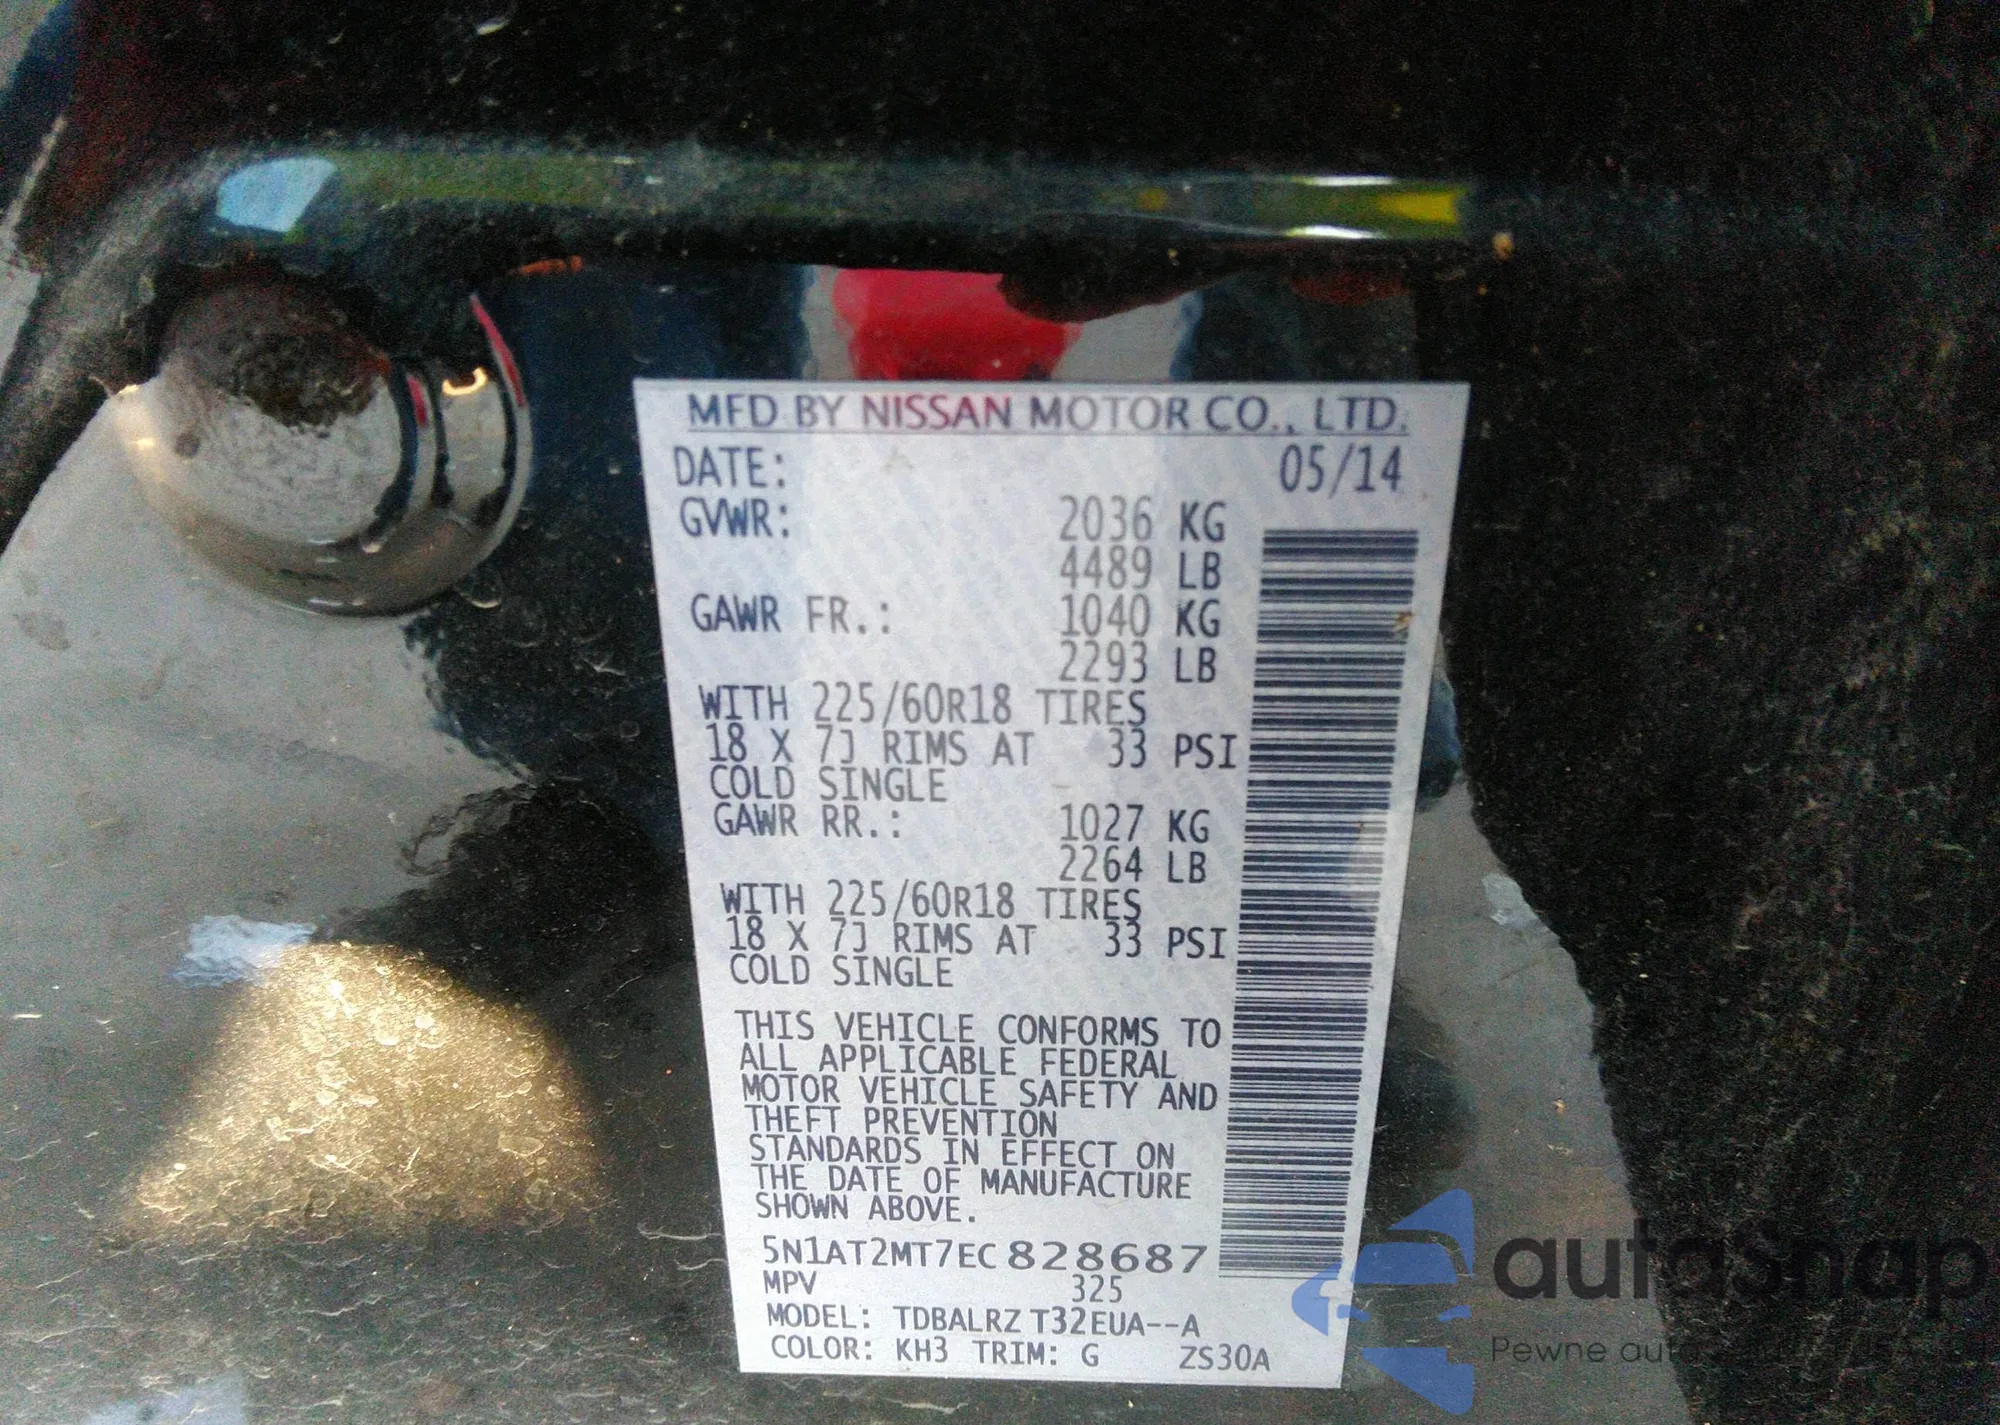 MFD BY NISSAN MOTOR CO., LTD.
DATE: 05/14
GVWR: 2036 KG
4489 LB
GAWR FR.: 1040 KG
2293 LB
WITH 225/60R18 TIRES
18 X 7J RIMS AT 33 PSI
COLD SINGLE
GAWR RR.: 1027 KG
2264 LB
WITH 225/60R18 TIRES
18 X 7J RIMS AT 33 PSI
COLD SINGLE
THIS VEHICLE CONFORMS TO
ALL APPLICABLE FEDERAL
MOTOR VEHICLE SAFETY AND
THEFT PREVENTION
STANDARDS IN EFFECT ON
THE DATE OF MANUFACTURE
SHOWN ABOVE.
5N1AT2MT7EC828687
MPV 325
MODEL: TDBALRZ T32EUA--A
COLOR: KH3 TRIM: G ZS30A
autasnap
Pewne auta